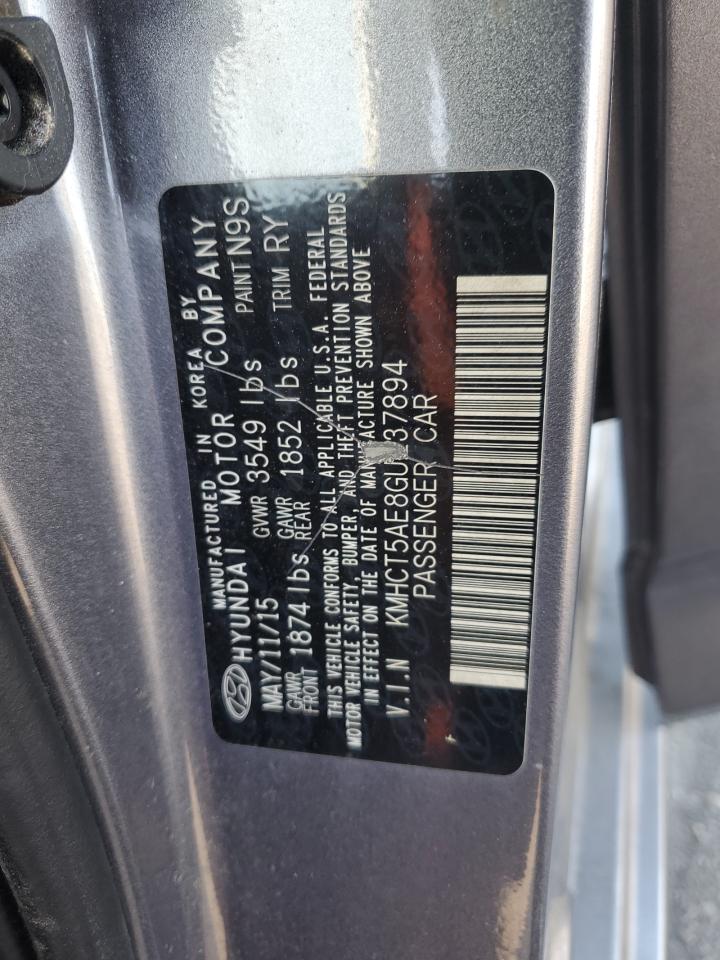 MANUFACTURED IN KOREA BY
HYUNDAI MOTOR COMPANY
MAY/11/15 GVWR 3549 lbs PAINT N9S
GAWR FRONT 1874 lbs GAWR REAR 1852 lbs TRIM RY
THIS VEHICLE CONFORMS TO ALL APPLICABLE U.S.A. FEDERAL
MOTOR VEHICLE SAFETY, BUMPER, AND THEFT PREVENTION STANDARDS
IN EFFECT ON THE DATE OF MANUFACTURE SHOWN ABOVE
V.I.N
PASSENGER CAR